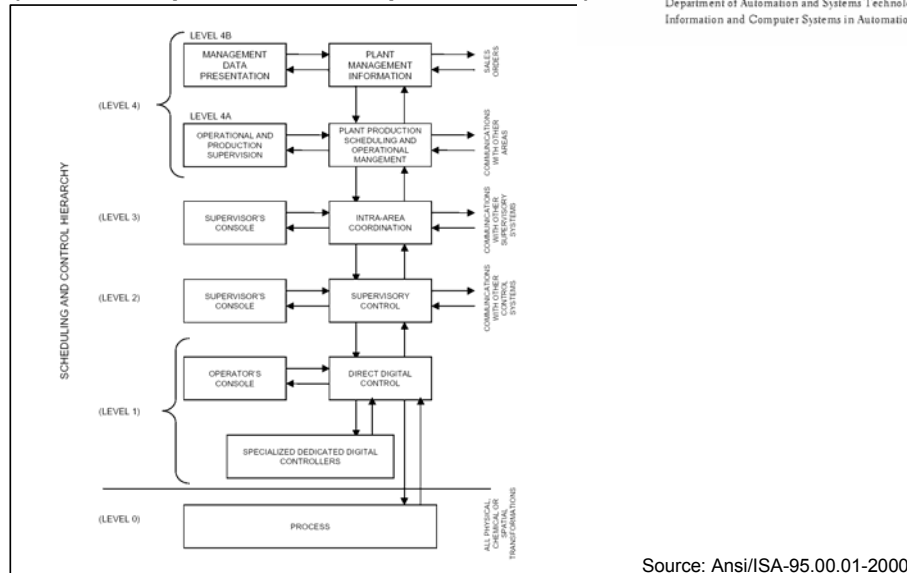 Department of Automation and Systems Technolo
Information and Computer Systems in Automatio
SCHEDULING AND CONTROL HIERARCHY
LEVEL 4B
(LEVEL 4)
MANAGEMENT
DATA
PRESENTATION
PLANT
MANAGEMENT
INFORMATION
SALES
ORDERS
LEVEL 4A
OPERATIONAL AND
PRODUCTION
SUPERVISION
PLANT PRODUCTION
SCHEDULING AND
OPERATIONAL
MANGEMENT
COMMUNICATIONS
WITH OTHER
AREAS
(LEVEL 3)
SUPERVISOR'S
CONSOLE
INTRA-AREA
COORDINATION
COMMUNICATIONS
WITH OTHER
SUPERVISORY
SYSTEMS
(LEVEL 2)
SUPERVISOR'S
CONSOLE
SUPERVISORY
CONTROL
COMMUNICATIONS
WITH OTHER
CONTROL
SYSTEMS
(LEVEL 1)
OPERATOR'S
CONSOLE
DIRECT DIGITAL
CONTROL
SPECIALIZED DEDICATED DIGITAL
CONTROLLERS
(LEVEL 0)
PROCESS
ALL PHYSICAL,
CHEMICAL OR
SPATIAL
TRANSFORMATIONS
Source: Ansi/ISA-95.00.01-2000